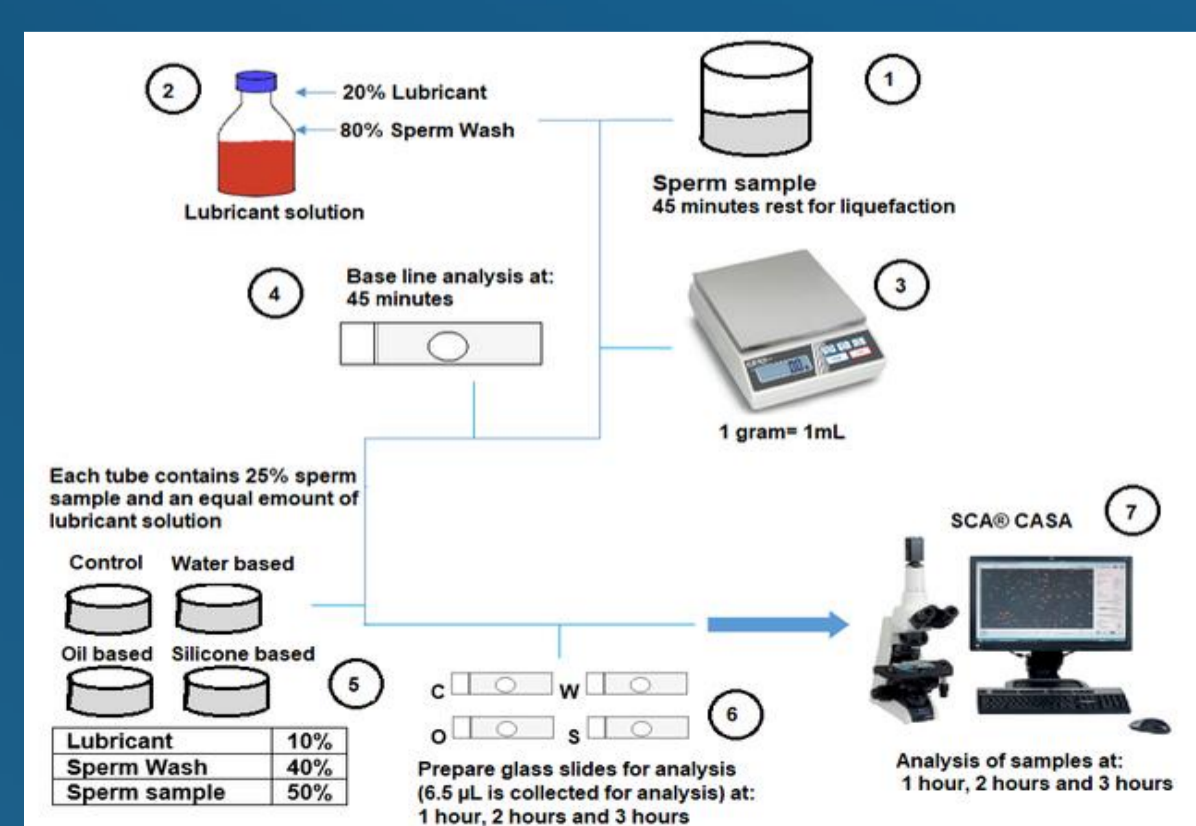 1
Sperm sample
45 minutes rest for liquefaction
2
20% Lubricant
80% Sperm Wash
Lubricant solution
3
1 gram= 1mL
4
Base line analysis at:
45 minutes
Each tube contains 25% sperm
sample and an equal emount of
lubricant solution
Control Water based
Oil based Silicone based
5
Lubricant 10%
Sperm Wash 40%
Sperm sample 50%
C W
O S
6
Prepare glass slides for analysis
(6.5 µL is collected for analysis) at:
1 hour, 2 hours and 3 hours
SCA® CASA
7
Analysis of samples at:
1 hour, 2 hours and 3 hours